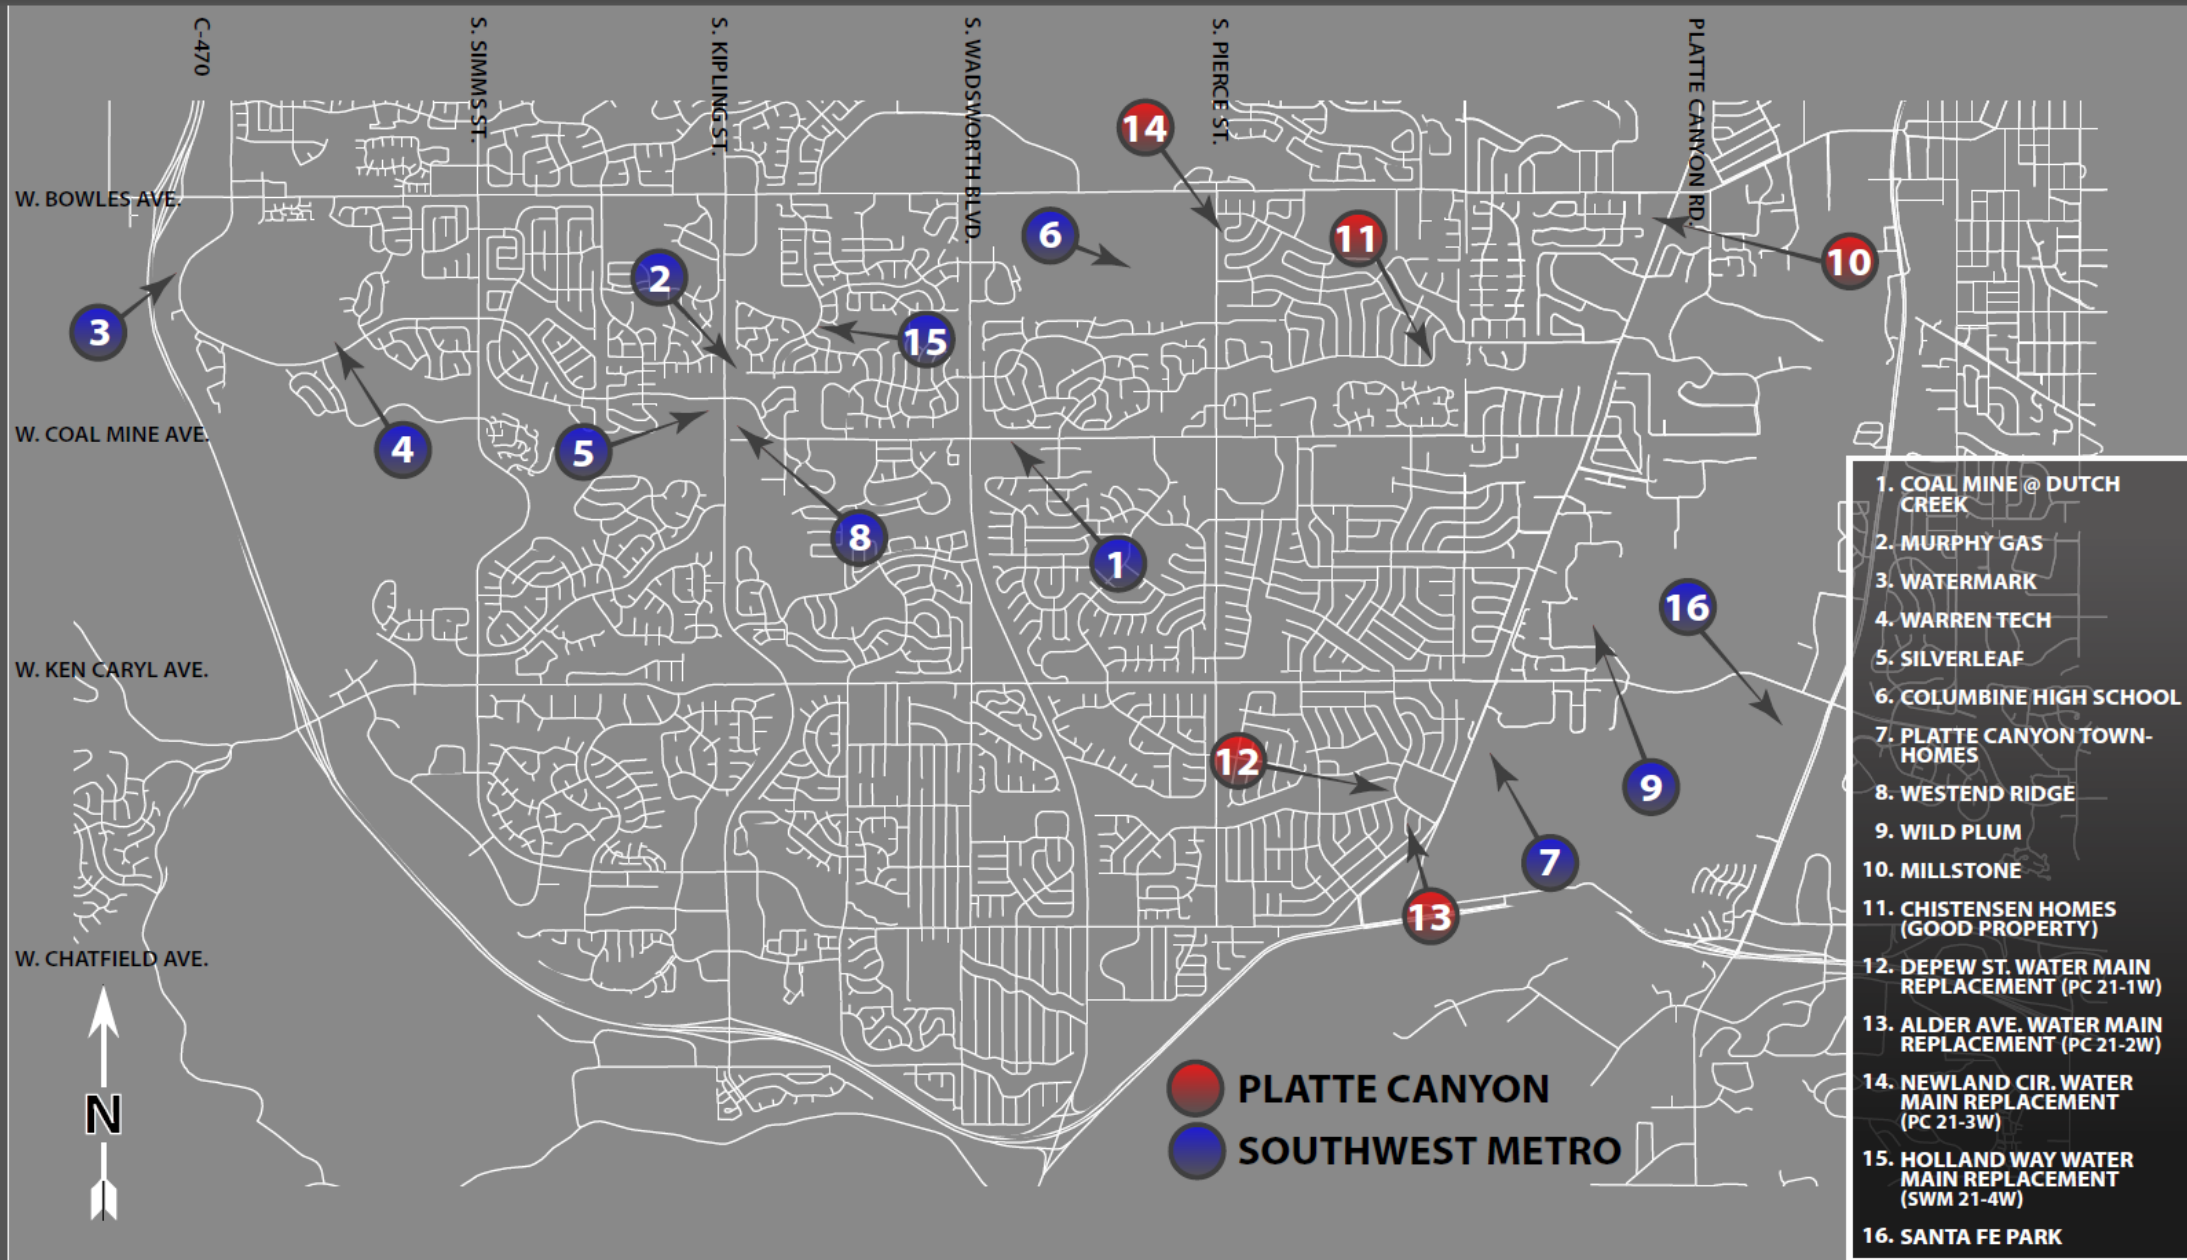 C-470
S. SIMMS ST.
S. KIPLING ST.
S. WADSWORTH BLVD.
S. PIERCE ST.
PLATTE CANYON RD.
14
W. BOWLES AVE.
6
11
10
2
3
15
W. COAL MINE AVE.
4
5
8
1
16
W. KEN CARYL AVE.
12
9
7
13
W. CHATFIELD AVE.
N
PLATTE CANYON
SOUTHWEST METRO
1. COAL MINE @ DUTCH
CREEK
2. MURPHY GAS
3. WATERMARK
4. WARREN TECH
5. SILVERLEAF
6. COLUMBINE HIGH SCHOOL
7. PLATTE CANYON TOWN-
HOMES
8. WESTEND RIDGE
9. WILD PLUM
10. MILLSTONE
11. CHISTENSEN HOMES
(GOOD PROPERTY)
12. DEPEW ST. WATER MAIN
REPLACEMENT (PC 21-1W)
13. ALDER AVE. WATER MAIN
REPLACEMENT (PC 21-2W)
14. NEWLAND CIR. WATER
MAIN REPLACEMENT
(PC 21-3W)
15. HOLLAND WAY WATER
MAIN REPLACEMENT
(SWM 21-4W)
16. SANTA FE PARK